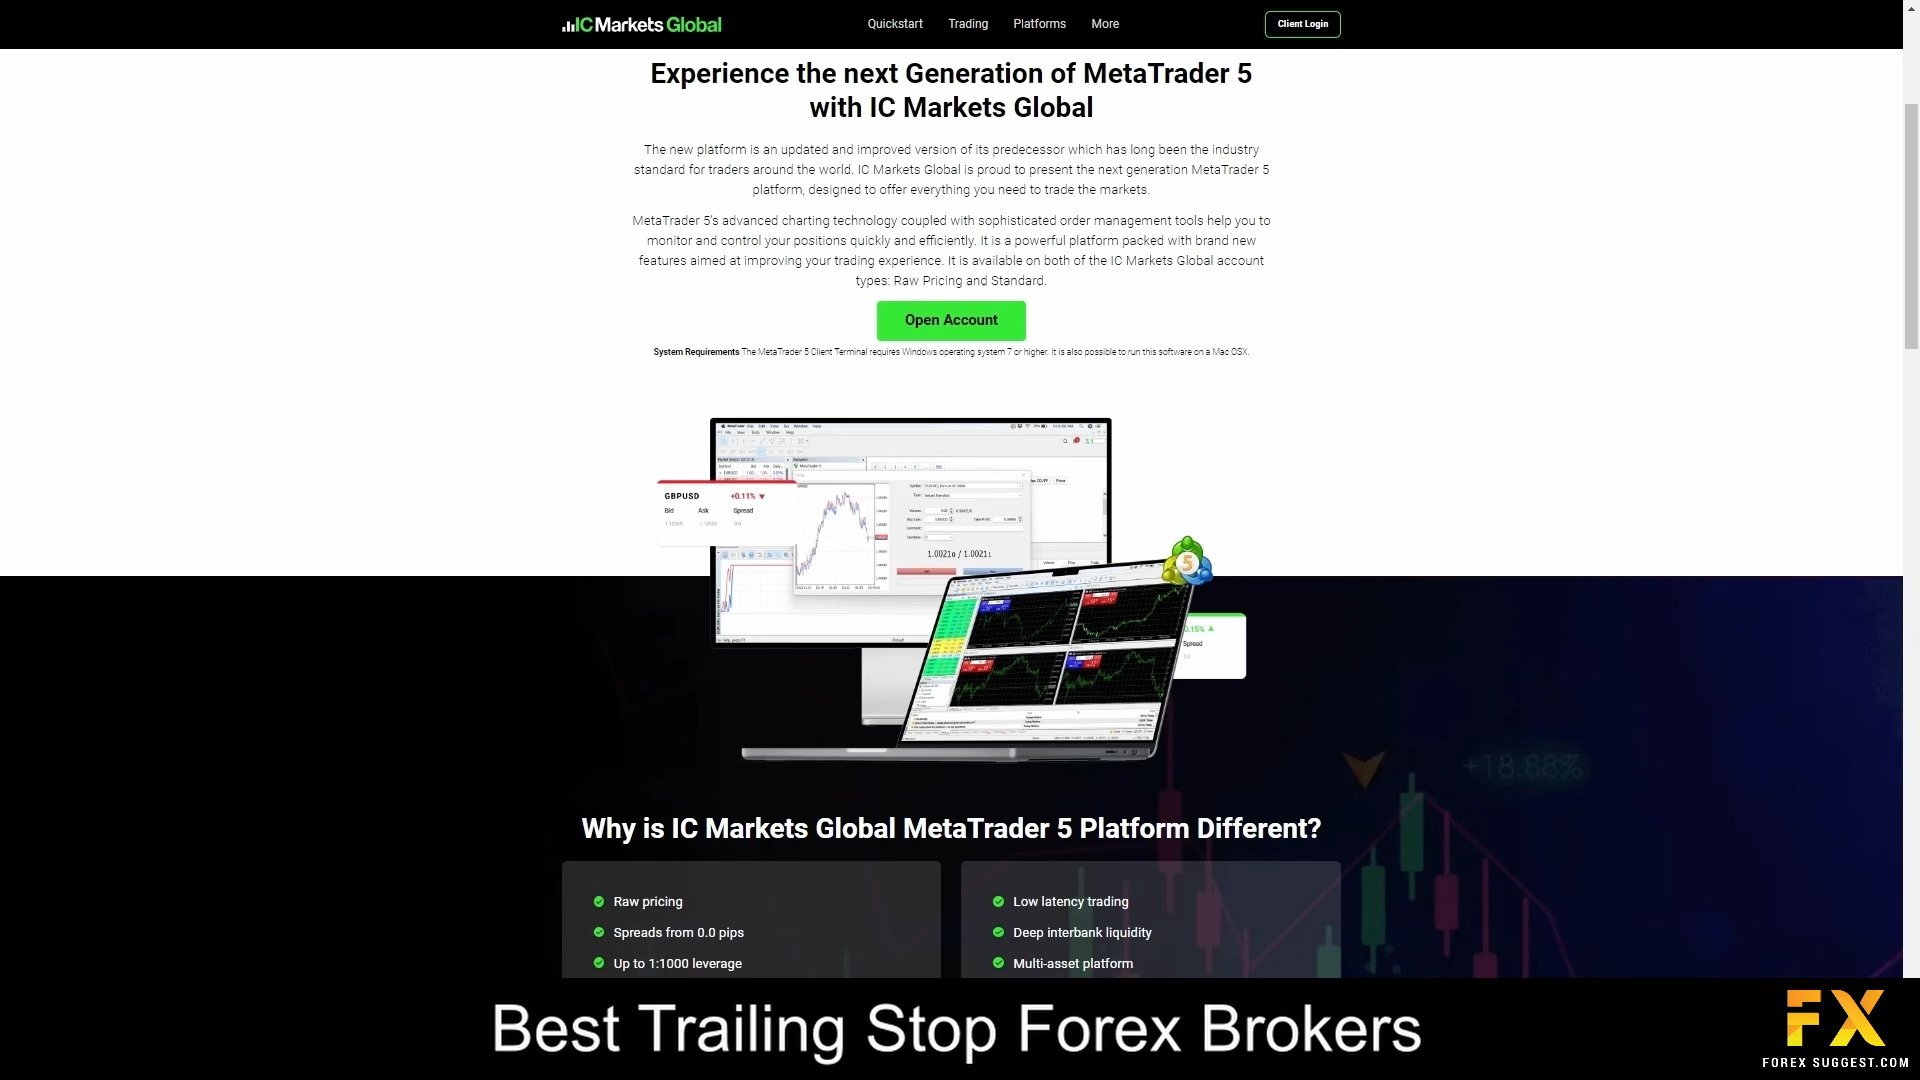 IC Markets Global
Quickstart
Trading
Platforms
More
Client Login
Experience the next Generation of MetaTrader 5
with IC Markets Global
The new platform is an updated and improved version of its predecessor which has long been the industry
standard for traders around the world. IC Markets Global is proud to present the next generation MetaTrader 5
platform, designed to offer everything you need to trade the markets.
MetaTrader 5's advanced charting technology coupled with sophisticated order management tools help you to
monitor and control your positions quickly and efficiently. It is a powerful platform packed with brand new
features aimed at improving your trading experience. It is available on both of the IC Markets Global account
types: Raw Pricing and Standard.
Open Account
System Requirements The MetaTrader 5 Client Terminal requires Windows operating system 7 or higher. It is also possible to run this software on a Mac OSX.
GBPUSD +0.11%
Bid Ask Spread
1.00210 / 1.00211
5
0.15%
Spread
+18.88%
Why is IC Markets Global MetaTrader 5 Platform Different?
Raw pricing
Spreads from 0.0 pips
Up to 1:1000 leverage
Low latency trading
Deep interbank liquidity
Multi-asset platform
Best Trailing Stop Forex Brokers
FX
FOREX SUGGEST.COM